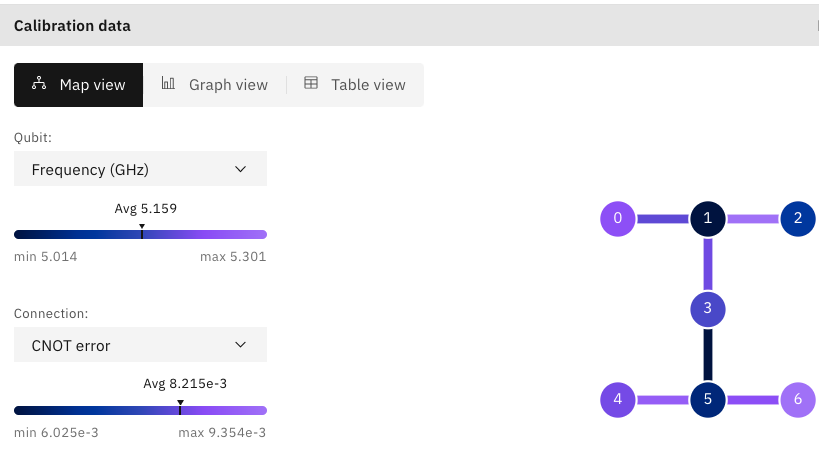 Calibration data
Map view Graph view Table view
Qubit:
Frequency (GHz)
Avg 5.159
min 5.014 max 5.301
Connection:
CNOT error
Avg 8.215e-3
min 6.025e-3 max 9.354e-3
0 1 2
3
4 5 6